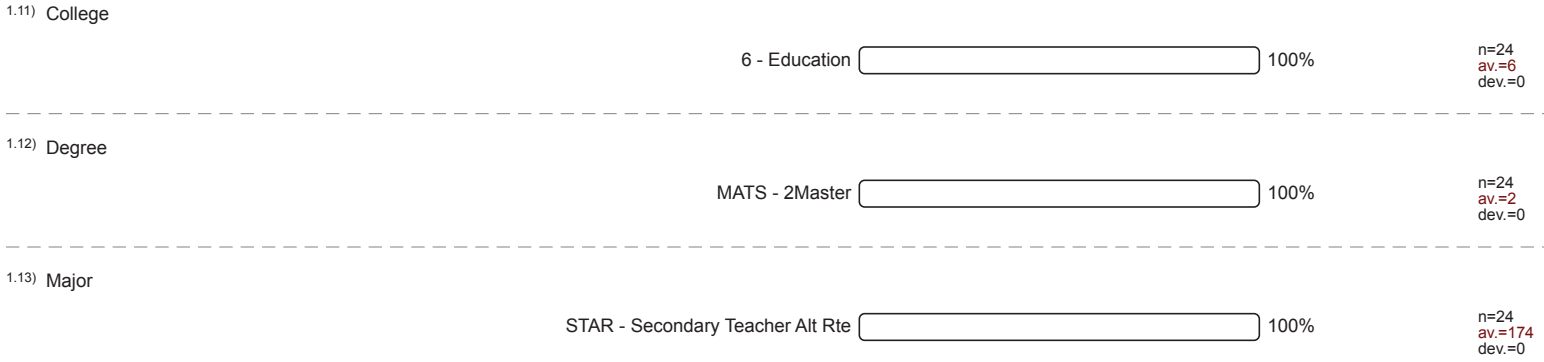 1.11) College
6 - Education 100%
n=24
av.=6
dev.=0
1.12) Degree
MATS - 2Master 100%
n=24
av.=2
dev.=0
1.13) Major
STAR - Secondary Teacher Alt Rte 100%
n=24
av.=174
dev.=0